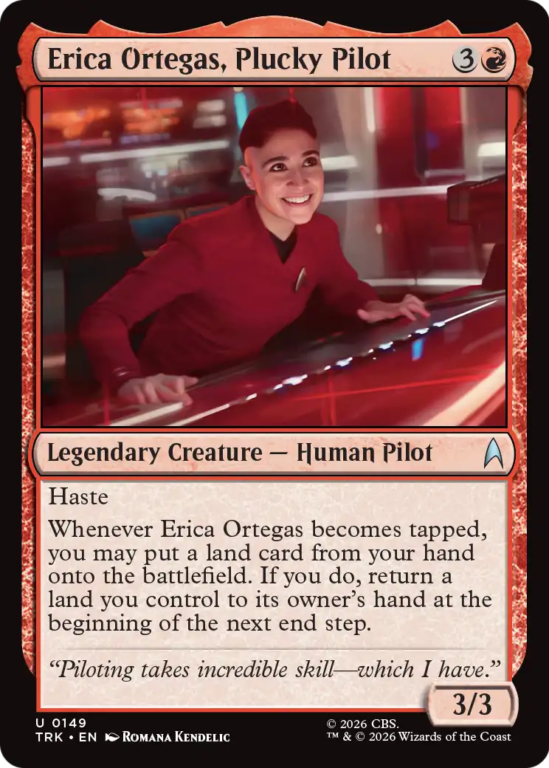 Erica Ortegas, Plucky Pilot 3
Legendary Creature — Human Pilot
Haste
Whenever Erica Ortegas becomes tapped,
you may put a land card from your hand
onto the battlefield. If you do, return a
land you control to its owner's hand at the
beginning of the next end step.
"Piloting takes incredible skill—which I have."
3/3
U 0149
TRK • EN Romana Kendelic
© 2026 CBS.
™ & © 2026 Wizards of the Coast